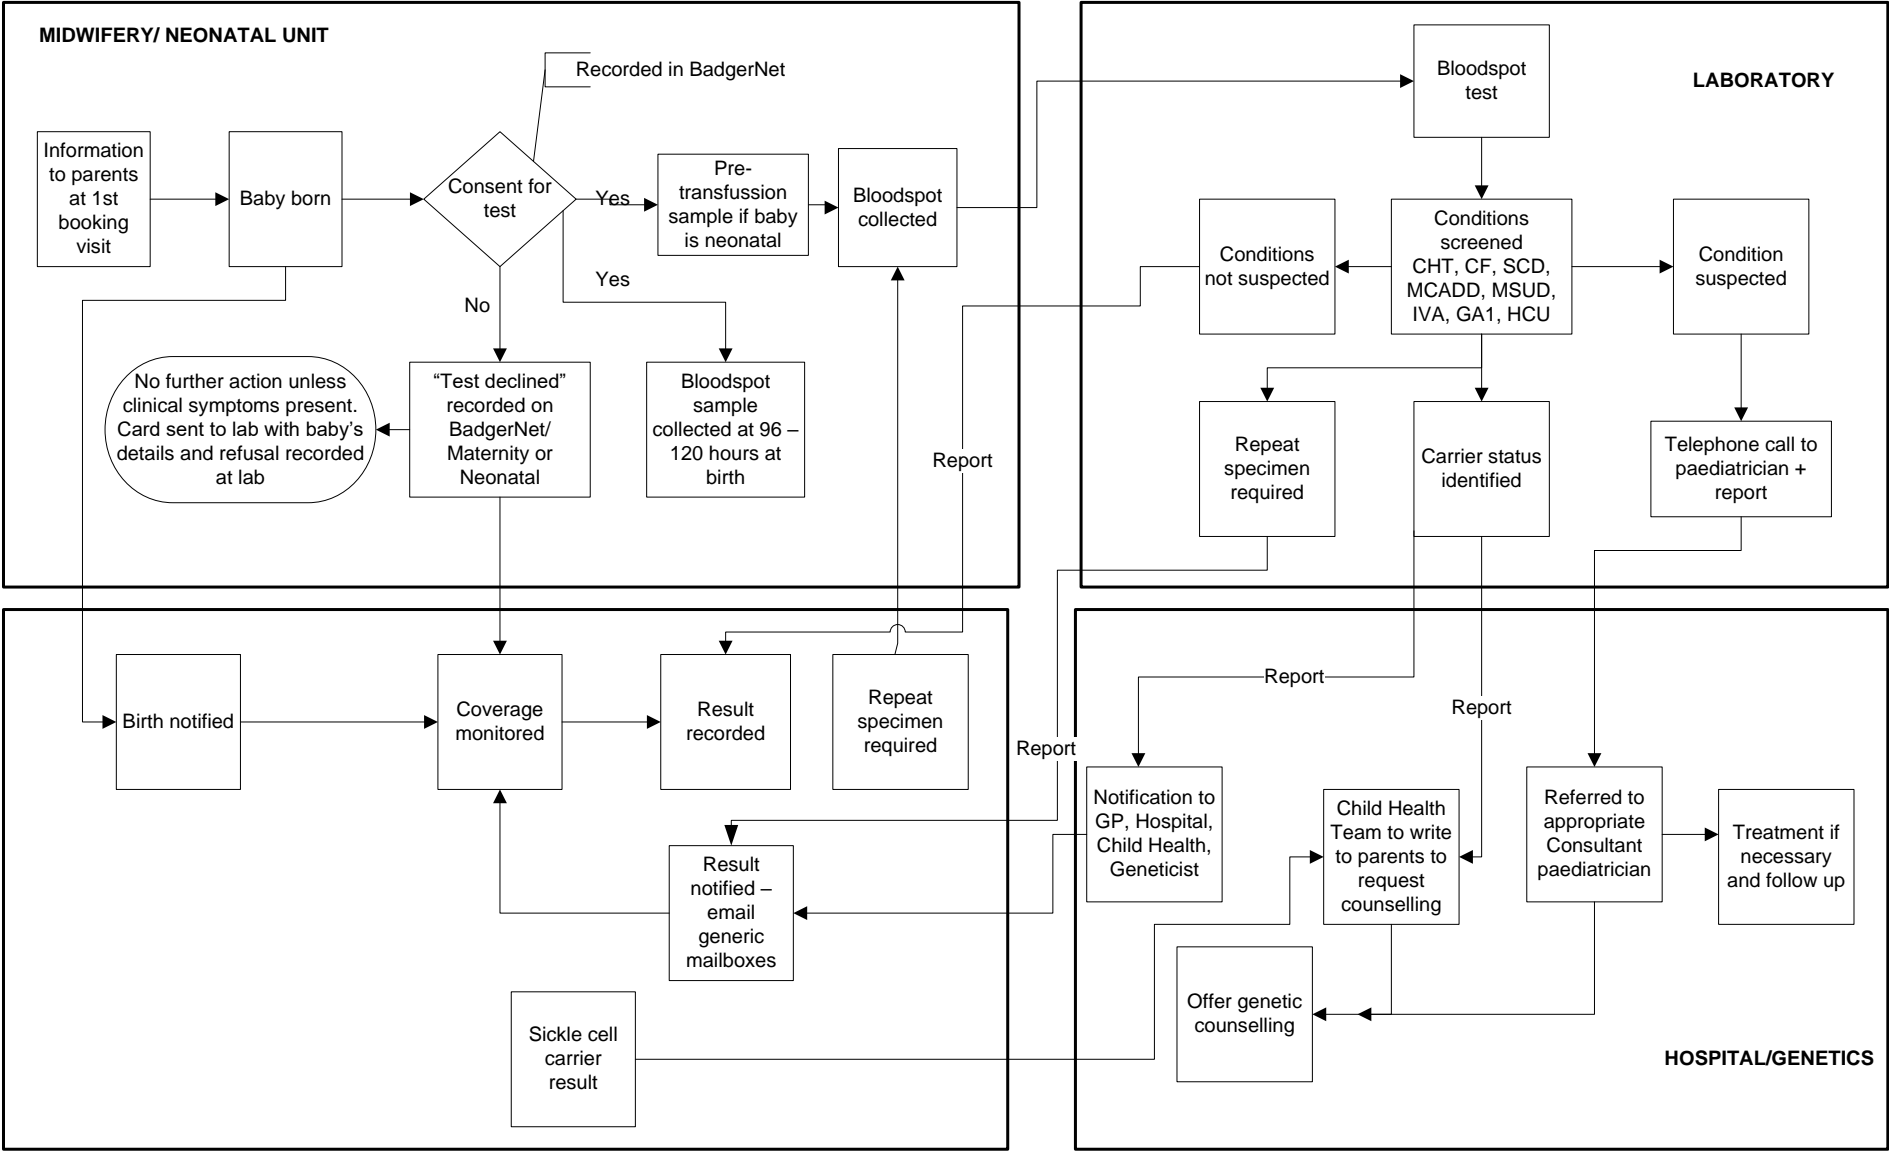 MIDWIFERY/ NEONATAL UNIT
Recorded in BadgerNet
Information
to parents
at 1st
booking
visit
Baby born
Consent for
test
Yes
Pre-
transfussion
sample if baby
is neonatal
Bloodspot
collected
Yes
No
No further action unless
clinical symptoms present.
Card sent to lab with baby’s
details and refusal recorded
at lab
“Test declined”
recorded on
BadgerNet/
Maternity or
Neonatal
Bloodspot
sample
collected at 96 –
120 hours at
birth
Report
LABORATORY
Bloodspot
test
Conditions
not suspected
Conditions
screened
CHT, CF, SCD,
MCADD, MSUD,
IVA, GA1, HCU
Condition
suspected
Repeat
specimen
required
Carrier status
identified
Telephone call to
paediatrician +
report
Birth notified
Coverage
monitored
Result
recorded
Repeat
specimen
required
Report
Result
notified –
email
generic
mailboxes
Sickle cell
carrier
result
Report
Report
Notification to
GP, Hospital,
Child Health,
Geneticist
Child Health
Team to write
to parents to
request
counselling
Referred to
appropriate
Consultant
paediatrician
Treatment if
necessary
and follow up
Offer genetic
counselling
HOSPITAL/GENETICS